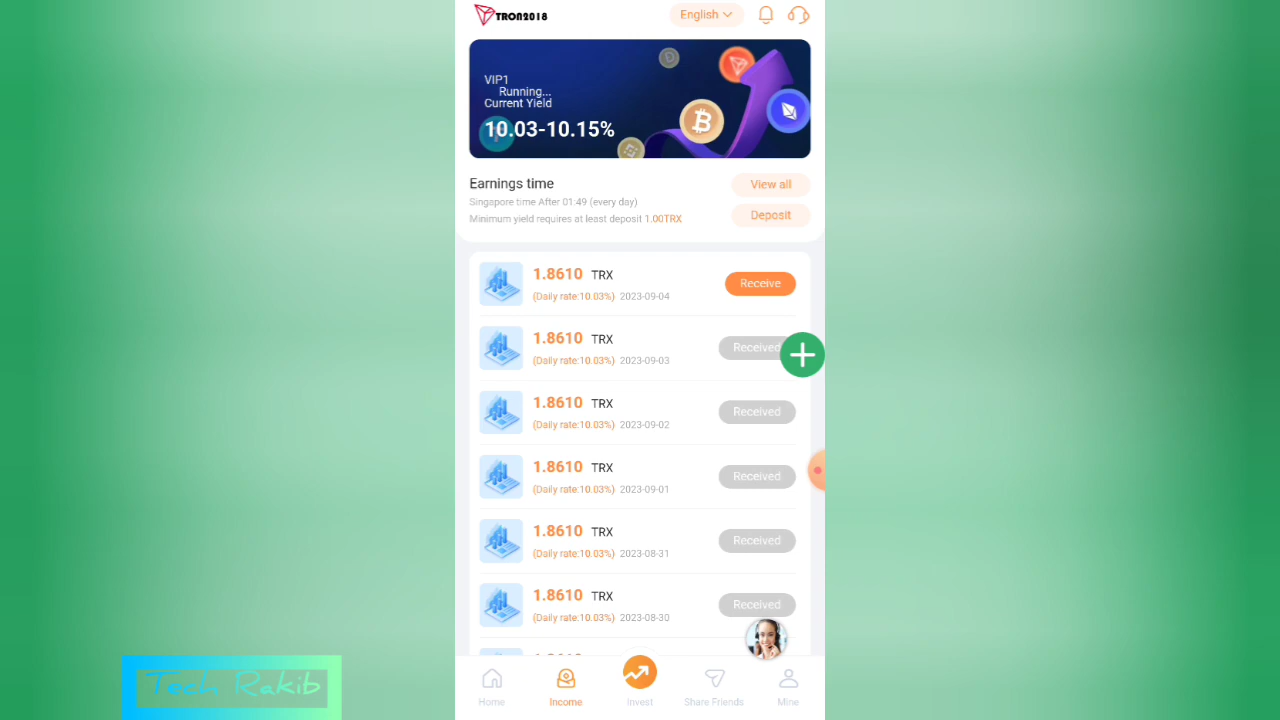 TRON2018
English
VIP1
Running...
Current Yield
10.03-10.15%
Earnings time
View all
Singapore time After 01:49 (every day)
Minimum yield requires at least deposit 1.00TRX
Deposit
1.8610 TRX
Receive
(Daily rate:10.03%) 2023-09-04
1.8610 TRX
Received
(Daily rate:10.03%) 2023-09-03
1.8610 TRX
Received
(Daily rate:10.03%) 2023-09-02
1.8610 TRX
Received
(Daily rate:10.03%) 2023-09-01
1.8610 TRX
Received
(Daily rate:10.03%) 2023-08-31
1.8610 TRX
Received
(Daily rate:10.03%) 2023-08-30
Home
Income
Invest
Share Friends
Mine
Tech Rakib